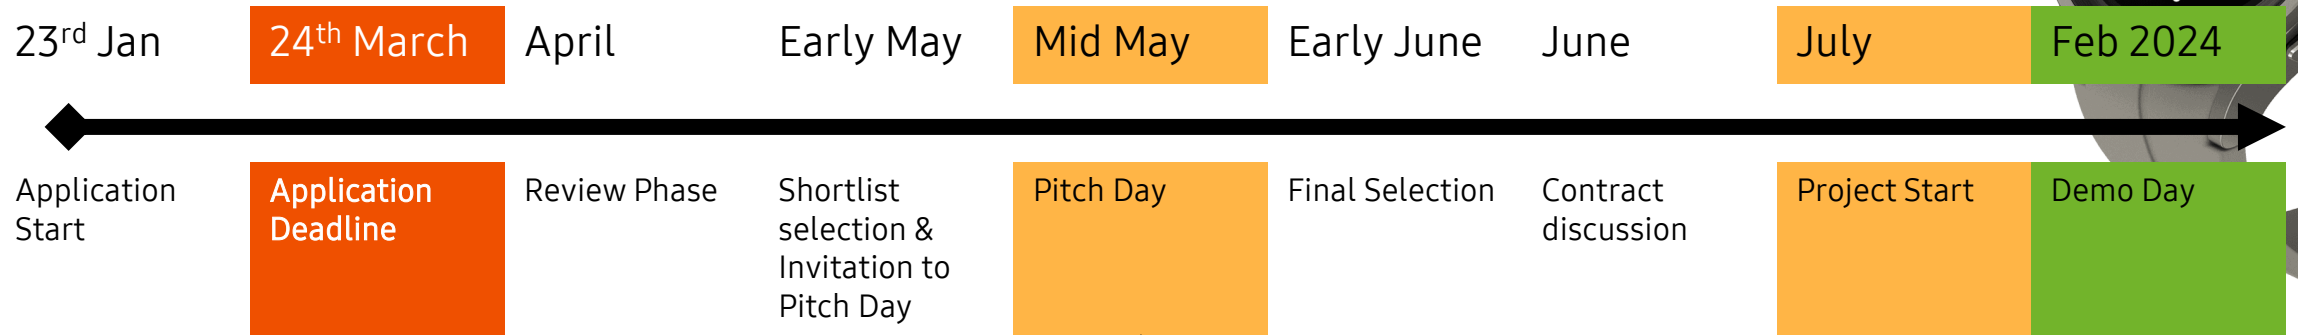 23rd Jan
24th March
April
Early May
Mid May
Early June
June
July
Feb 2024
Application
Start
Application
Deadline
Review Phase
Shortlist
selection &
Invitation to
Pitch Day
Pitch Day
Final Selection
Contract
discussion
Project Start
Demo Day